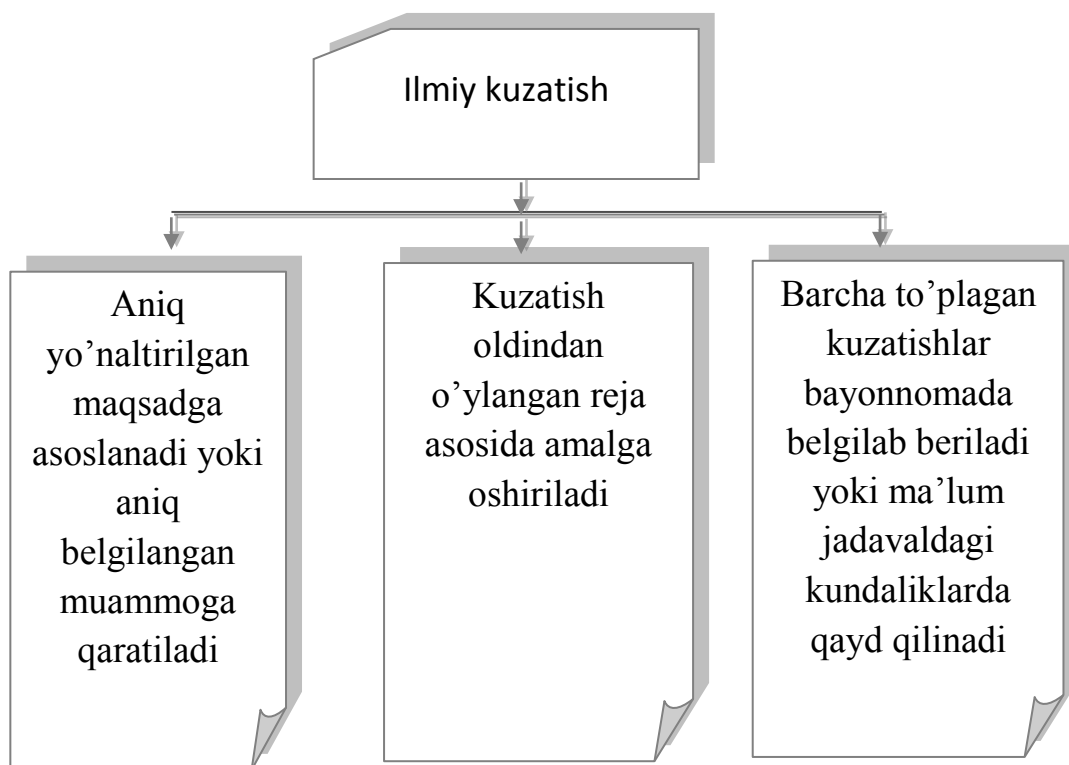 Ilmiy kuzatish
Aniq
yo’naltirilgan
maqsadga
asoslanadi yoki
aniq
belgilangan
muammoga
qaratiladi
Kuzatish
oldindan
o’ylangan reja
asosida amalga
oshiriladi
Barcha to’plagan
kuzatishlar
bayonnomada
belgilab beriladi
yoki ma’lum
jadavaldagi
kundaliklarda
qayd qilinadi